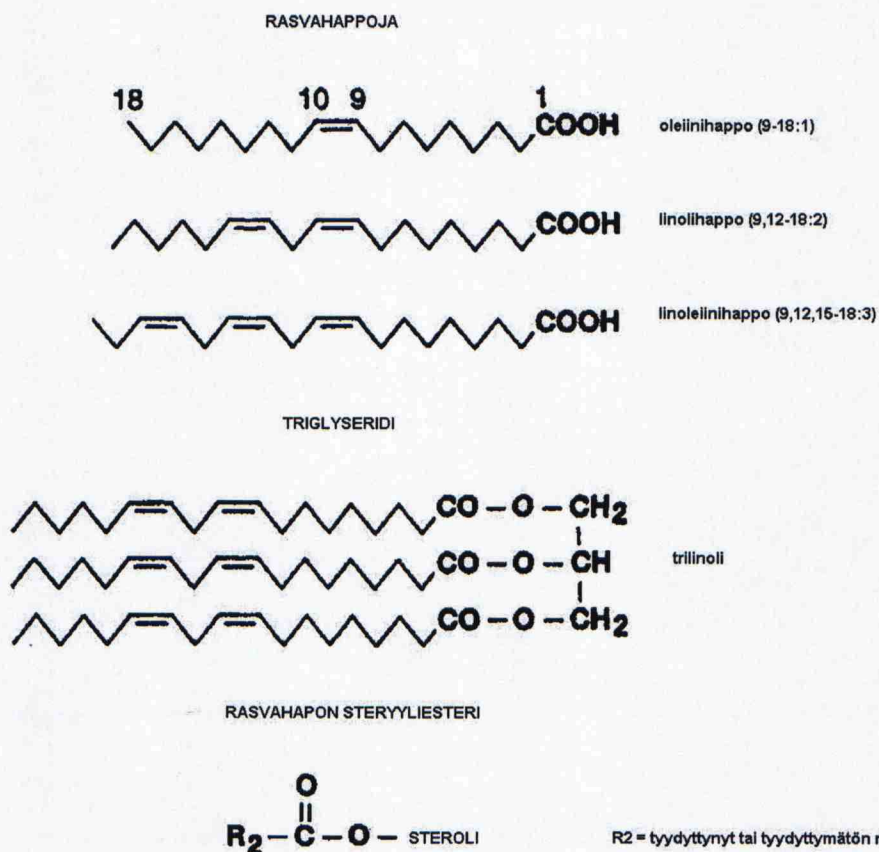 RASVAHAPPOJA
18 10 9 1
COOH oleiinihappo (9-18:1)
COOH linolihappo (9,12-18:2)
COOH linoleiinihappo (9,12,15-18:3)
TRIGLYSERIDI
CO – O – CH2
CO – O – CH trilinoli
CO – O – CH2
RASVAHAPON STERYYLIESTERI
O
R2 – C – O – STEROLI R2 = tyydyttynyt tai tyydyttymätön